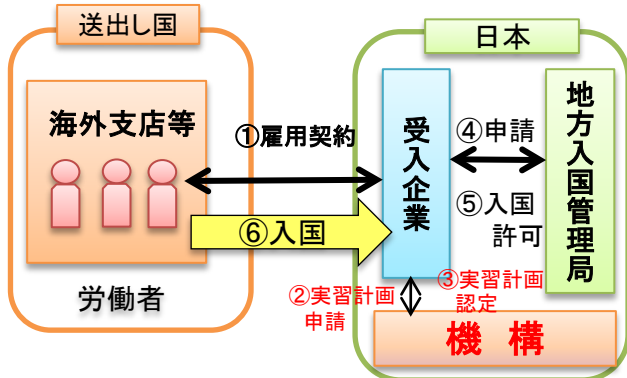 送出し国
日本
海外支店等
①雇用契約
受入企業
④申請
⑤入国
許可
地方入国管理局
⑥入国
労働者
②実習計画
申請
③実習計画
認定
機 構